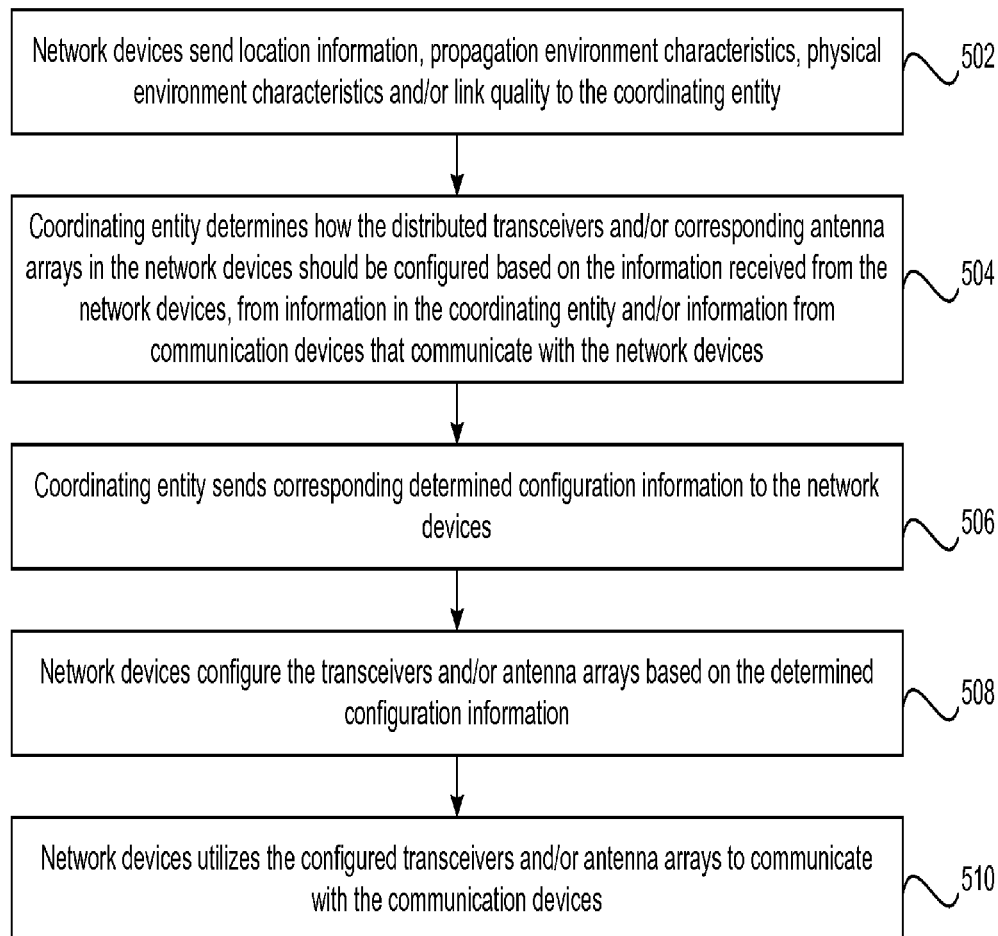 Network devices send location information, propagation environment characteristics, physical
environment characteristics and/or link quality to the coordinating entity
502
Coordinating entity determines how the distributed transceivers and/or corresponding antenna
arrays in the network devices should be configured based on the information received from the
network devices, from information in the coordinating entity and/or information from
communication devices that communicate with the network devices
504
Coordinating entity sends corresponding determined configuration information to the network
devices
506
Network devices configure the transceivers and/or antenna arrays based on the determined
configuration information
508
Network devices utilizes the configured transceivers and/or antenna arrays to communicate
with the communication devices
510